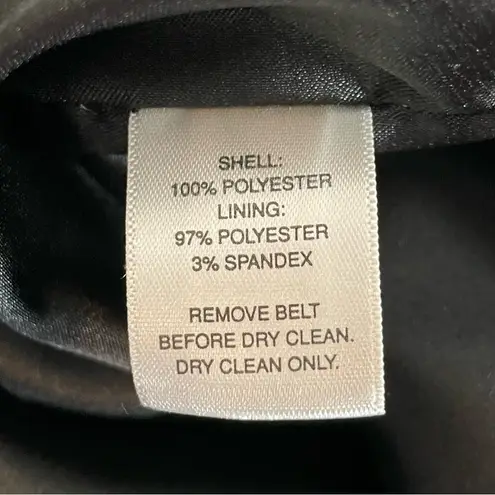 SHELL:
100% POLYESTER
LINING:
97% POLYESTER
3% SPANDEX
REMOVE BELT
BEFORE DRY CLEAN.
DRY CLEAN ONLY.